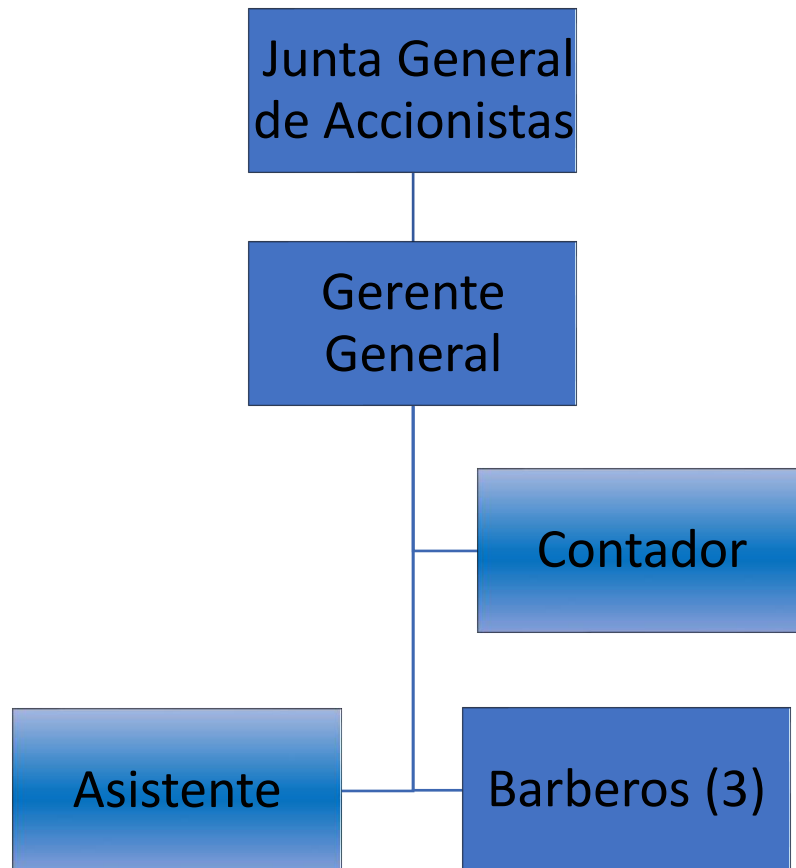 Junta General
de Accionistas
Gerente
General
Contador
Asistente
Barberos (3)